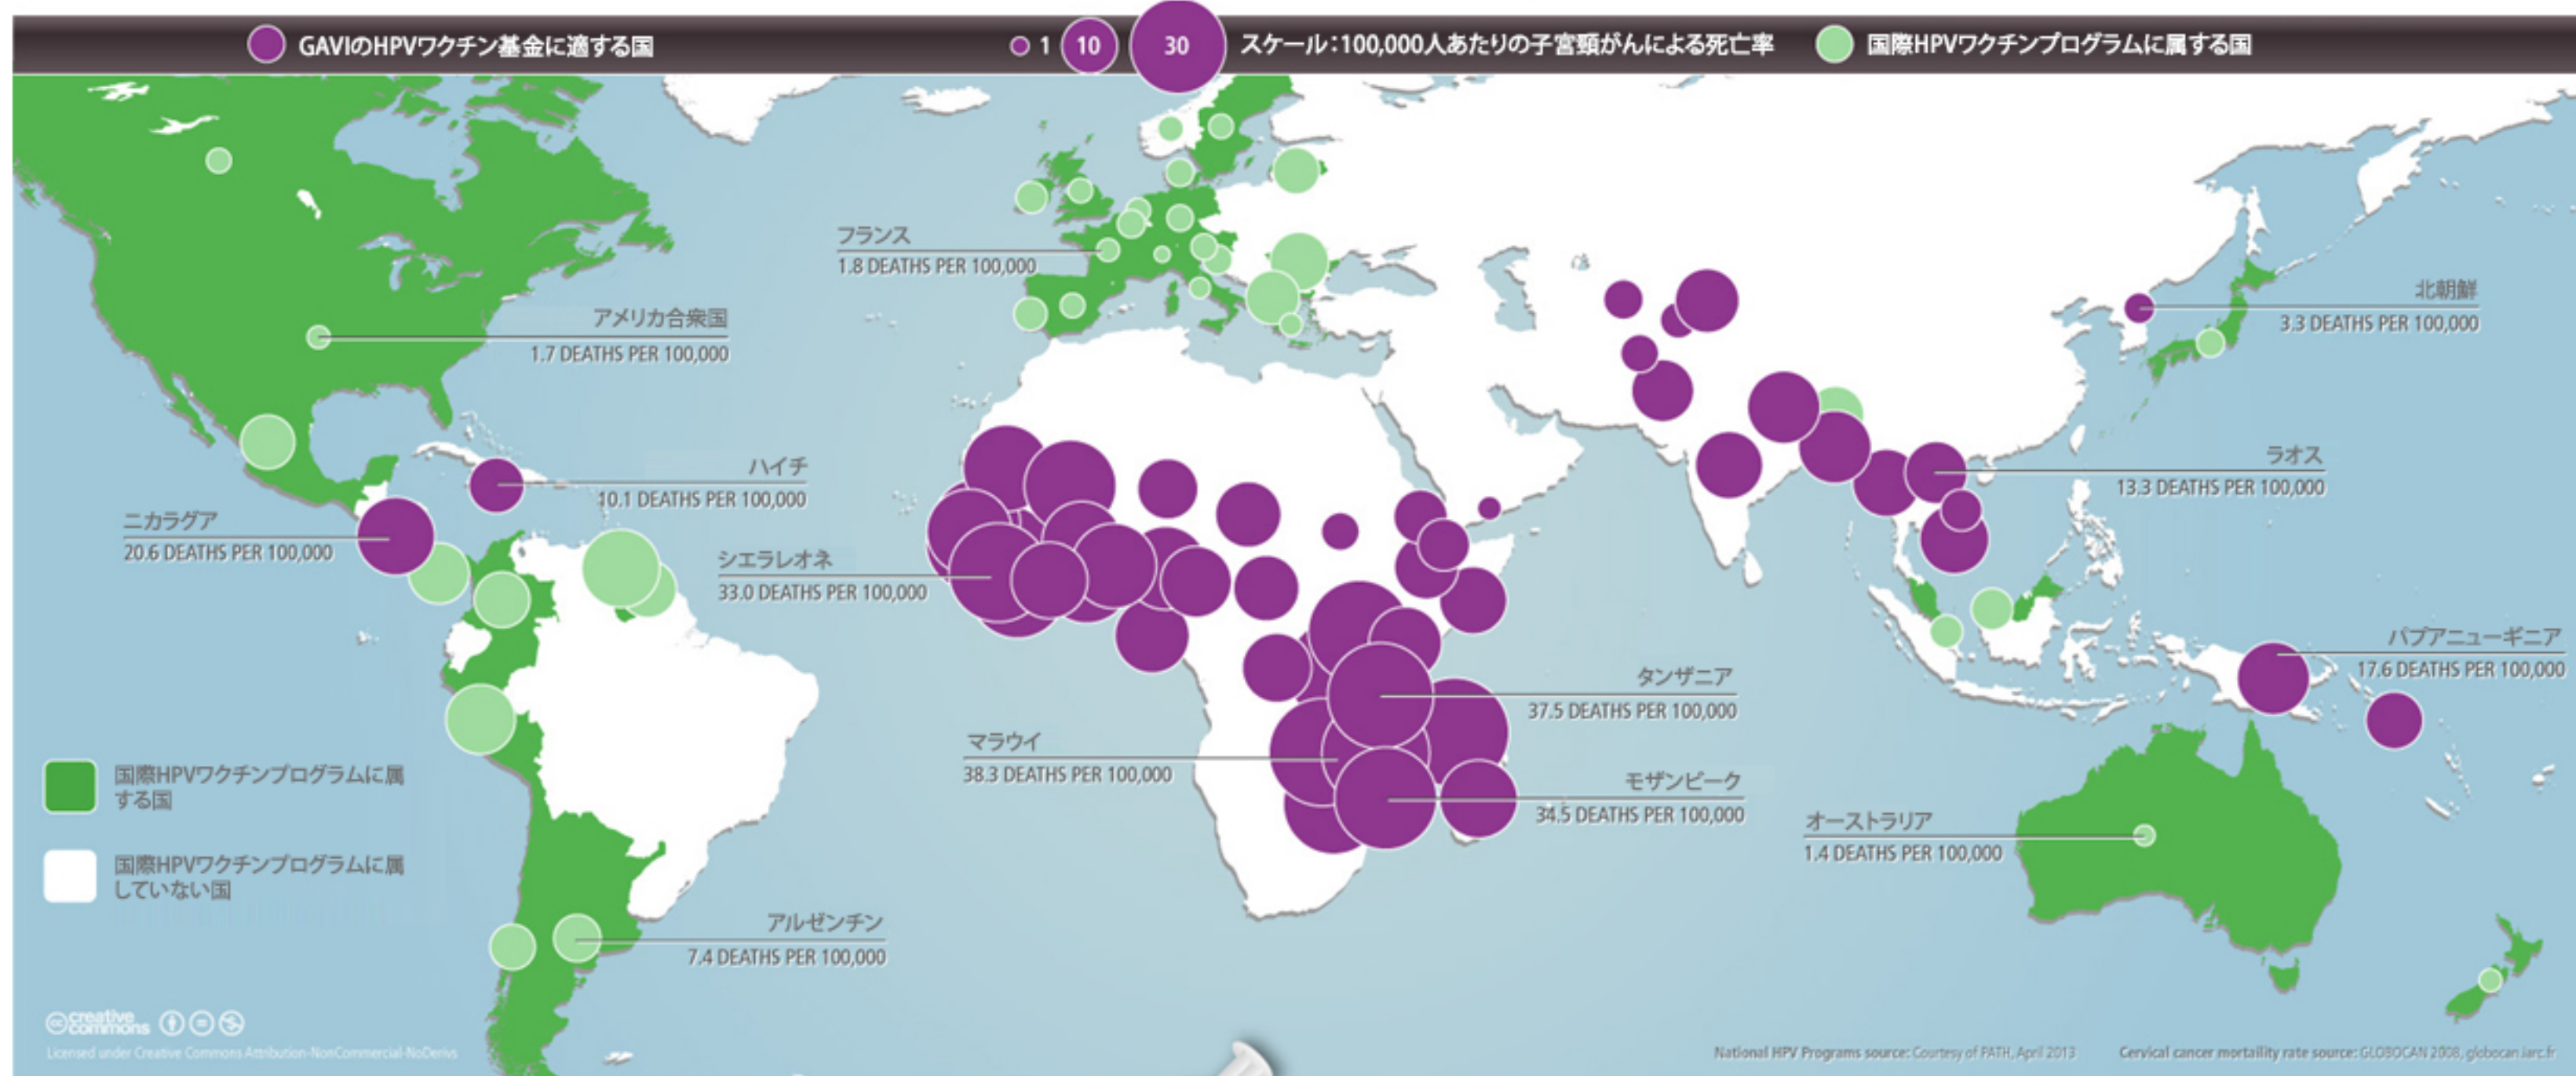 GAVIのHPVワクチン基金に適する国
1
10
30
スケール：100,000人あたりの子宮頸がんによる死亡率
国際HPVワクチンプログラムに属する国
フランス
1.8 DEATHS PER 100,000
アメリカ合衆国
1.7 DEATHS PER 100,000
北朝鮮
3.3 DEATHS PER 100,000
ハイチ
10.1 DEATHS PER 100,000
ラオス
13.3 DEATHS PER 100,000
ニカラグア
20.6 DEATHS PER 100,000
シエラレオネ
33.0 DEATHS PER 100,000
パプアニューギニア
17.6 DEATHS PER 100,000
タンザニア
37.5 DEATHS PER 100,000
マラウイ
38.3 DEATHS PER 100,000
モザンビーク
34.5 DEATHS PER 100,000
オーストラリア
1.4 DEATHS PER 100,000
国際HPVワクチンプログラムに属
する国
国際HPVワクチンプログラムに属
していない国
アルゼンチン
7.4 DEATHS PER 100,000
cc creative
commons
Licensed under Creative Commons Attribution-NonCommercial-NoDerivs
National HPV Programs source: Courtesy of PATH, April 2013
Cervical cancer mortaility rate source: GLOBOCAN 2008, globocan.iarc.fr